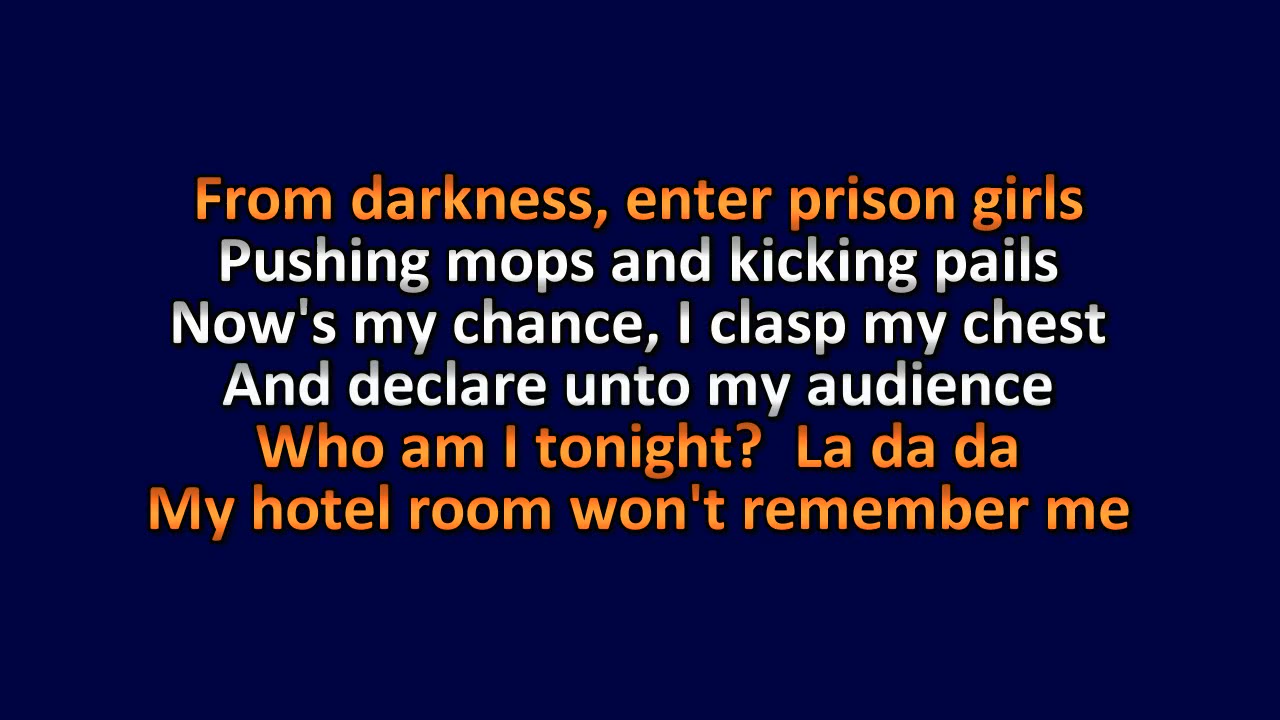 From darkness, enter prison girls
Pushing mops and kicking pails
Now's my chance, I clasp my chest
And declare unto my audience
Who am I tonight?  La da da
My hotel room won't remember me